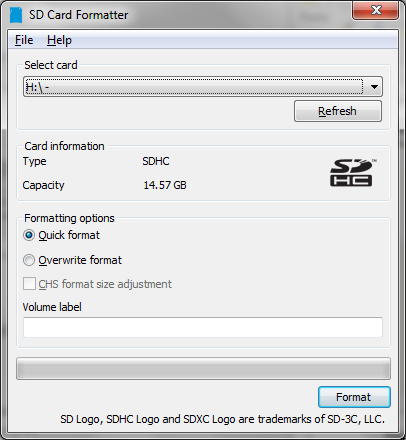 SD Card Formatter
File Help
Select card
H:\ -
Refresh
Card information
Type SDHC
Capacity 14.57 GB
SD HC TM
Formatting options
Quick format
Overwrite format
CHS format size adjustment
Volume label
Format
SD Logo, SDHC Logo and SDXC Logo are trademarks of SD-3C, LLC.